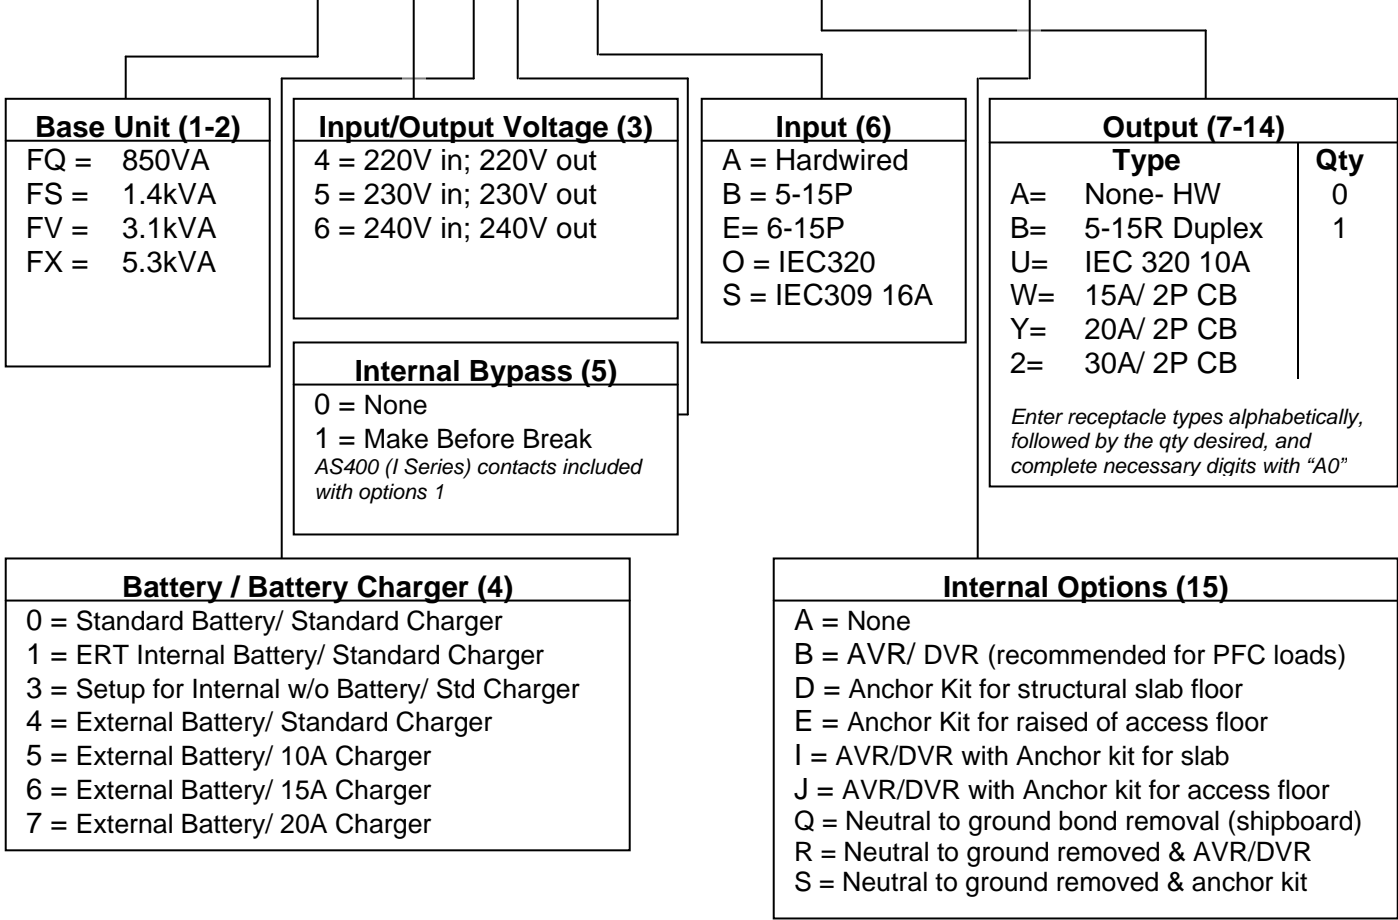 Base Unit (1-2)
FQ = 850VA
FS = 1.4kVA
FV = 3.1kVA
FX = 5.3kVA
Input/Output Voltage (3)
4 = 220V in; 220V out
5 = 230V in; 230V out
6 = 240V in; 240V out
Internal Bypass (5)
0 = None
1 = Make Before Break
AS400 (I Series) contacts included
with options 1
Input (6)
A = Hardwired
B = 5-15P
E= 6-15P
O = IEC320
S = IEC309 16A
Output (7-14)
Type Qty
A= None- HW 0
B= 5-15R Duplex 1
U= IEC 320 10A
W= 15A/ 2P CB
Y= 20A/ 2P CB
2= 30A/ 2P CB
Enter receptacle types alphabetically,
followed by the qty desired, and
complete necessary digits with “A0”
Battery / Battery Charger (4)
0 = Standard Battery/ Standard Charger
1 = ERT Internal Battery/ Standard Charger
3 = Setup for Internal w/o Battery/ Std Charger
4 = External Battery/ Standard Charger
5 = External Battery/ 10A Charger
6 = External Battery/ 15A Charger
7 = External Battery/ 20A Charger
Internal Options (15)
A = None
B = AVR/ DVR (recommended for PFC loads)
D = Anchor Kit for structural slab floor
E = Anchor Kit for raised of access floor
I = AVR/DVR with Anchor kit for slab
J = AVR/DVR with Anchor kit for access floor
Q = Neutral to ground bond removal (shipboard)
R = Neutral to ground removed & AVR/DVR
S = Neutral to ground removed & anchor kit